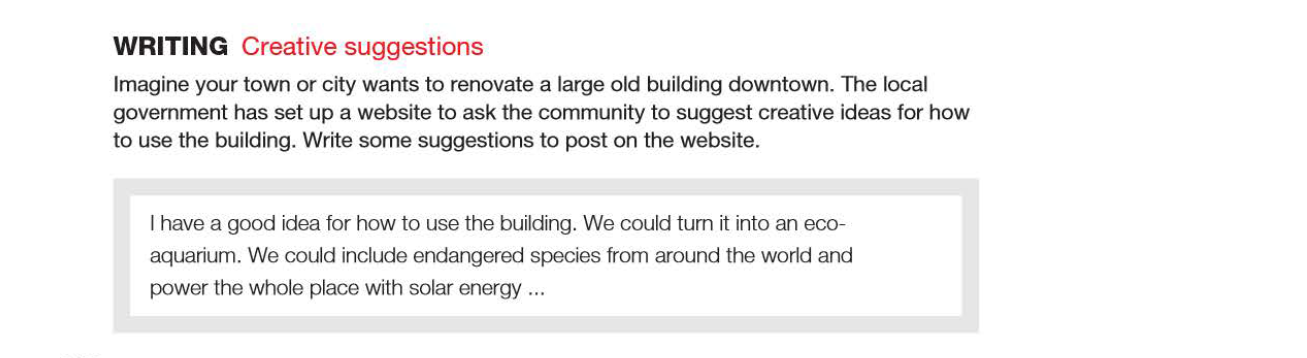 WRITING Creative suggestions
Imagine your town or city wants to renovate a large old building downtown. The local
government has set up a website to ask the community to suggest creative ideas for how
to use the building. Write some suggestions to post on the website.
I have a good idea for how to use the building. We could turn it into an eco-
aquarium. We could include endangered species from around the world and
power the whole place with solar energy ...